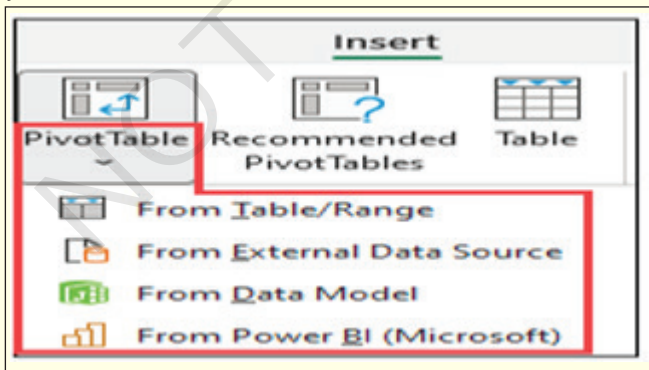 Insert
PivotTable Recommended Table
PivotTables
From Table/Range
From External Data Source
From Data Model
From Power BI (Microsoft)
NOT